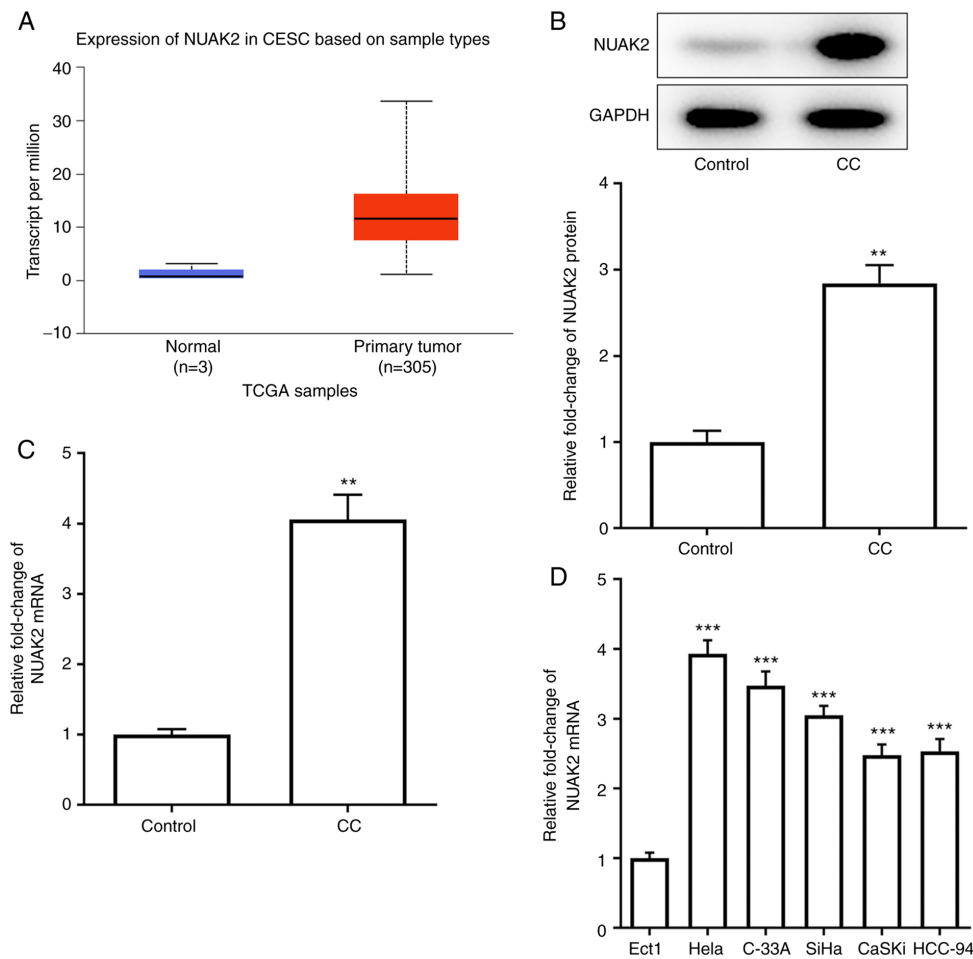 A
Expression of NUAK2 in CESC based on sample types
Transcript per million
40
30
20
10
0
−10
Normal
(n=3)
Primary tumor
(n=305)
TCGA samples
B
NUAK2
GAPDH
Control
CC
Relative fold-change of NUAK2 protein
4
3
2
1
0
**
Control
CC
C
Relative fold-change of
NUAK2 mRNA
5
4
3
2
1
0
**
Control
CC
D
Relative fold-change of
NUAK2 mRNA
5
4
3
2
1
0
***
***
***
***
***
Ect1
Hela
C-33A
SiHa
CaSKi
HCC-94